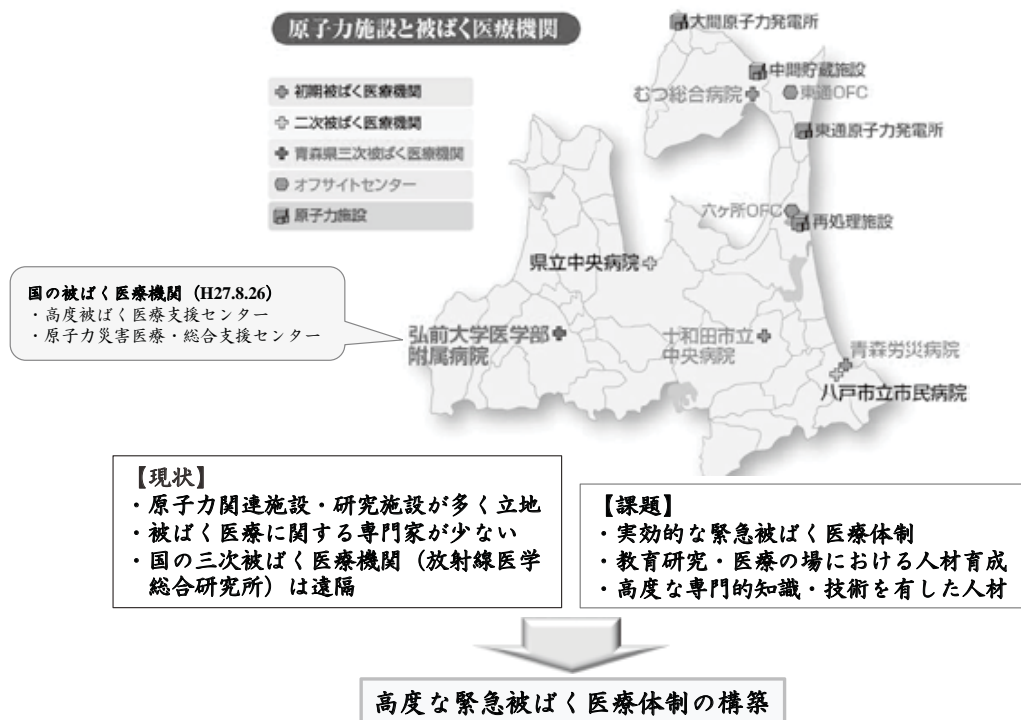 原子力施設と被ばく医療機関
初期被ばく医療機関
二次被ばく医療機関
青森県三次被ばく医療機関
オフサイトセンター
原子力施設
大間原子力発電所
中間貯蔵施設
むつ総合病院
東通OFC
東通原子力発電所
六ヶ所OFC
再処理施設
県立中央病院
国の被ばく医療機関（H27.8.26）
・高度被ばく医療支援センター
・原子力災害医療・総合支援センター
弘前大学医学部
附属病院
十和田市立
中央病院
青森労災病院
八戸市立市民病院
【現状】
・原子力関連施設・研究施設が多く立地
・被ばく医療に関する専門家が少ない
・国の三次被ばく医療機関（放射線医学
総合研究所）は遠隔
【課題】
・実効的な緊急被ばく医療体制
・教育研究・医療の場における人材育成
・高度な専門的知識・技術を有した人材
高度な緊急被ばく医療体制の構築